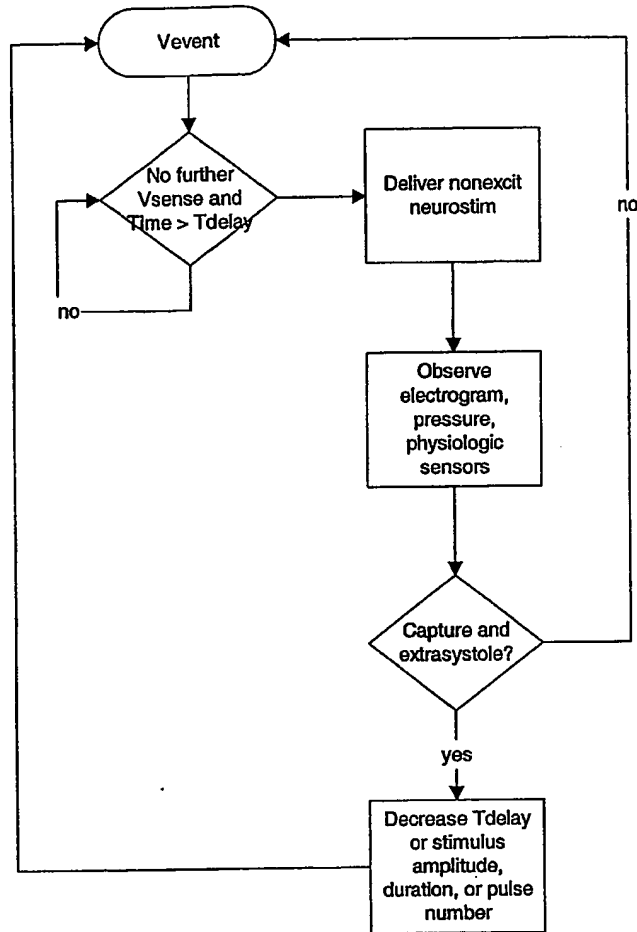 Vevent
No further
Vsense and
Time > Tdelay
no
Deliver nonexcit
neurostim
no
Observe
electrogram,
pressure,
physiologic
sensors
Capture and
extrasystole?
yes
Decrease Tdelay
or stimulus
amplitude,
duration, or pulse
number